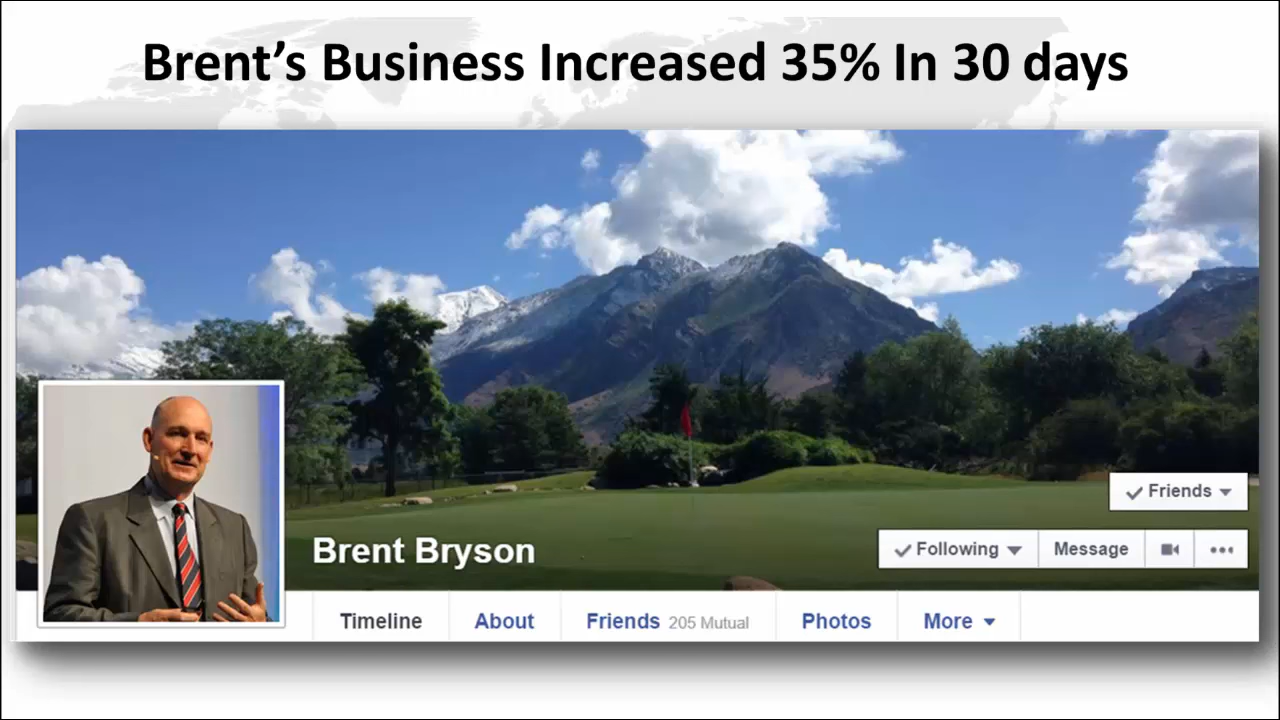 Brent’s Business Increased 35% In 30 days
Friends
Brent Bryson
Following
Message
Timeline
About
Friends 205 Mutual
Photos
More